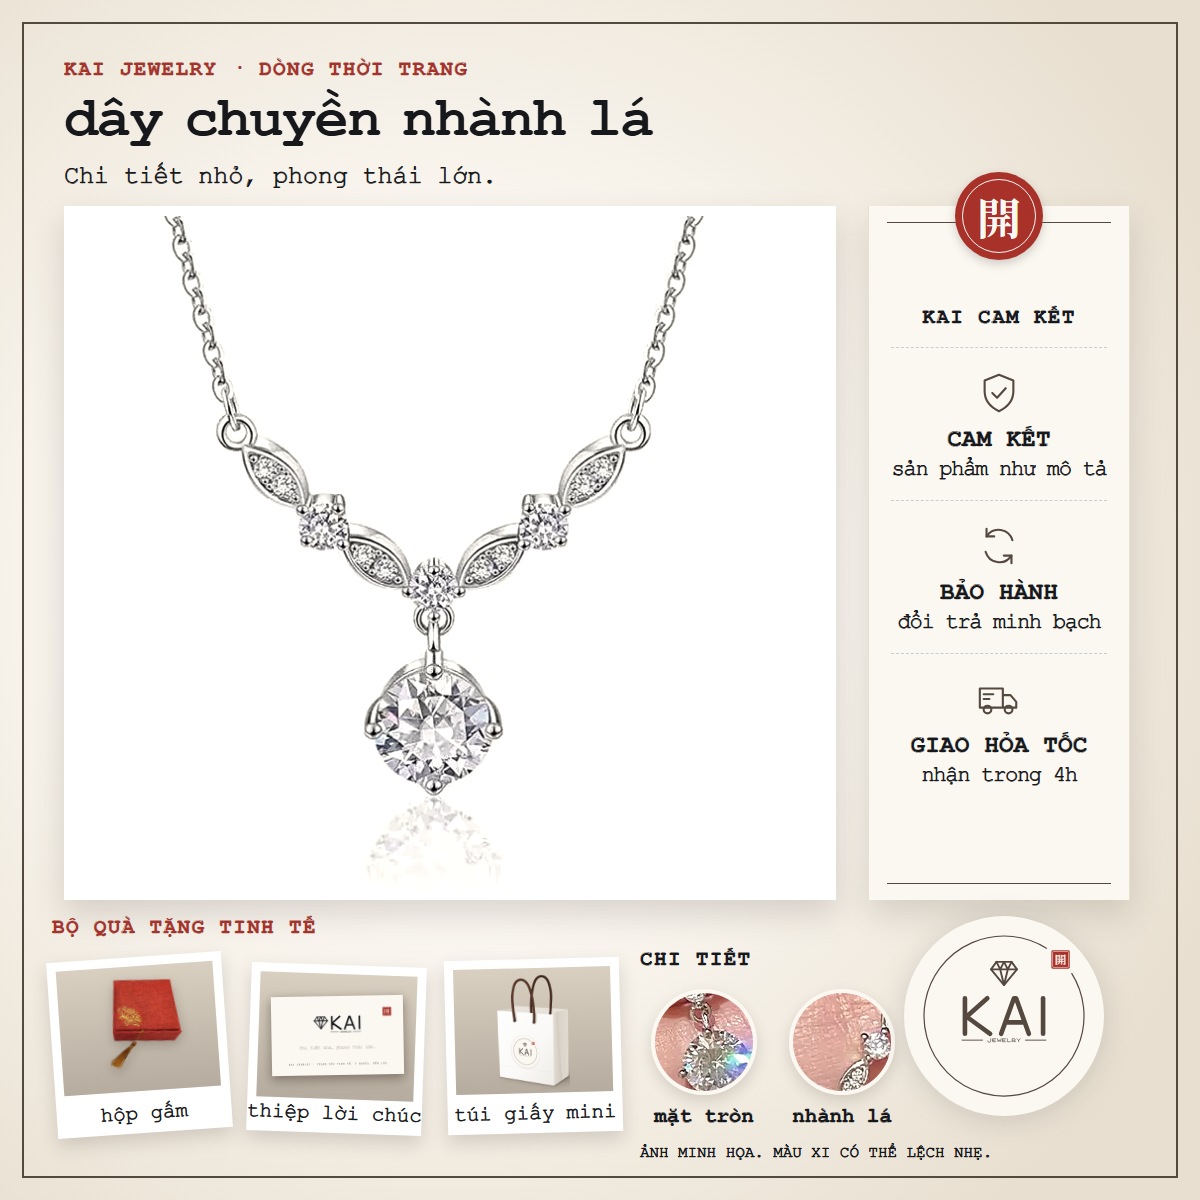 KAI JEWELRY · DÒNG THỜI TRANG
dây chuyền nhành lá
Chi tiết nhỏ, phong thái lớn.
開
KAI CAM KẾT
CAM KẾT
sản phẩm như mô tả
BẢO HÀNH
đổi trả minh bạch
GIAO HỎA TỐC
nhận trong 4h
BỘ QUÀ TẶNG TINH TẾ
KAI
hộp gấm
thiệp lời chúc
KAI
túi giấy mini
CHI TIẾT
mặt tròn
nhành lá
開
KAI
JEWELRY
ẢNH MINH HỌA. MÀU XI CÓ THỂ LỆCH NHẸ.